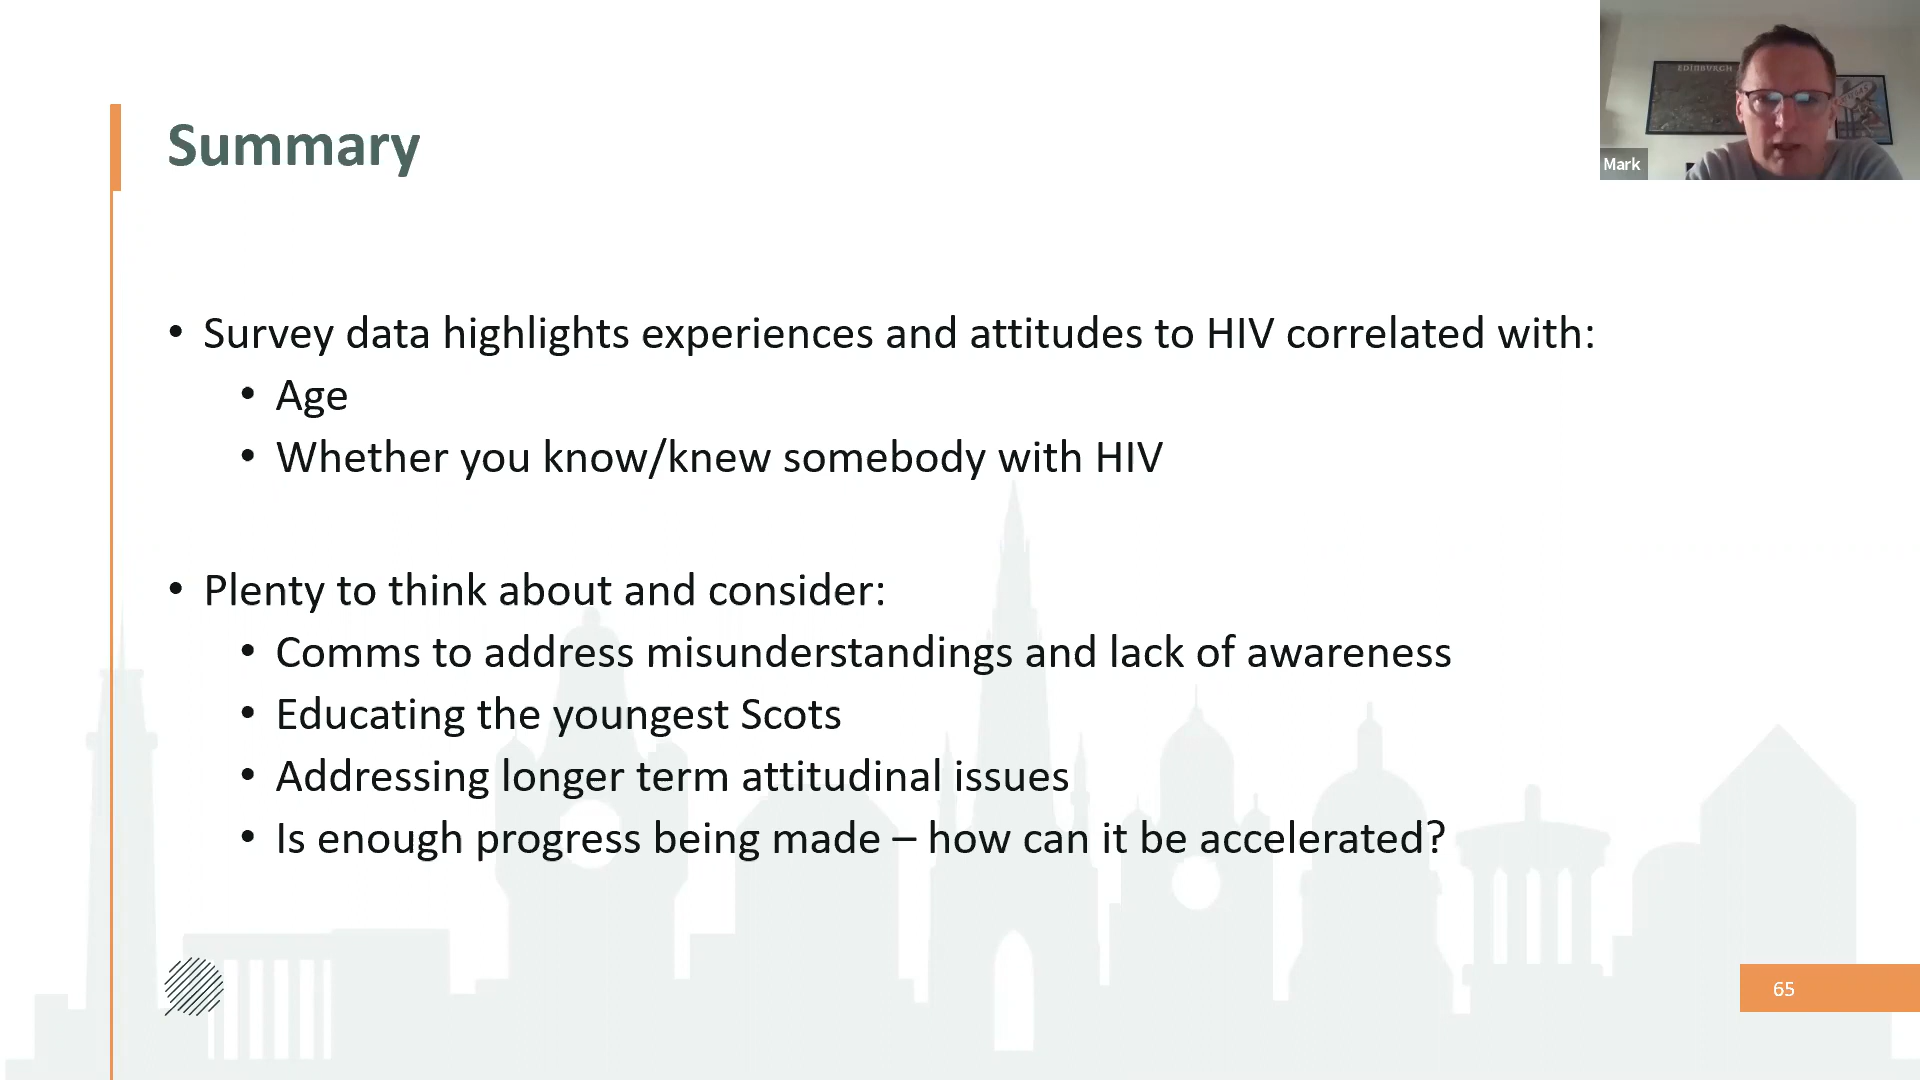 Summary
EDINBURGH
Mark
• Survey data highlights experiences and attitudes to HIV correlated with:
• Age
• Whether you know/knew somebody with HIV
• Plenty to think about and consider:
• Comms to address misunderstandings and lack of awareness
• Educating the youngest Scots
• Addressing longer term attitudinal issues
• Is enough progress being made – how can it be accelerated?
65